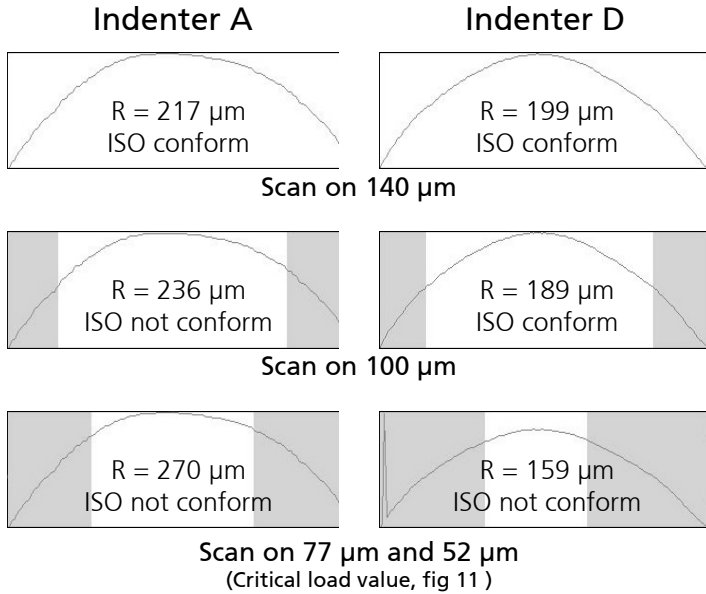 Indenter A
Indenter D
R = 217 µm
ISO conform
R = 199 µm
ISO conform
Scan on 140 µm
R = 236 µm
ISO not conform
R = 189 µm
ISO conform
Scan on 100 µm
R = 270 µm
ISO not conform
R = 159 µm
ISO not conform
Scan on 77 µm and 52 µm
(Critical load value, fig 11 )